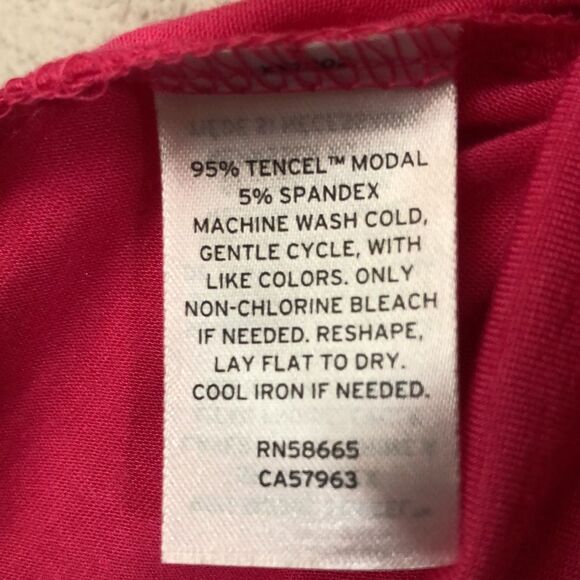 95% TENCEL™ MODAL
5% SPANDEX
MACHINE WASH COLD,
GENTLE CYCLE, WITH
LIKE COLORS. ONLY
NON-CHLORINE BLEACH
IF NEEDED. RESHAPE,
LAY FLAT TO DRY.
COOL IRON IF NEEDED.
RN58665
CA57963